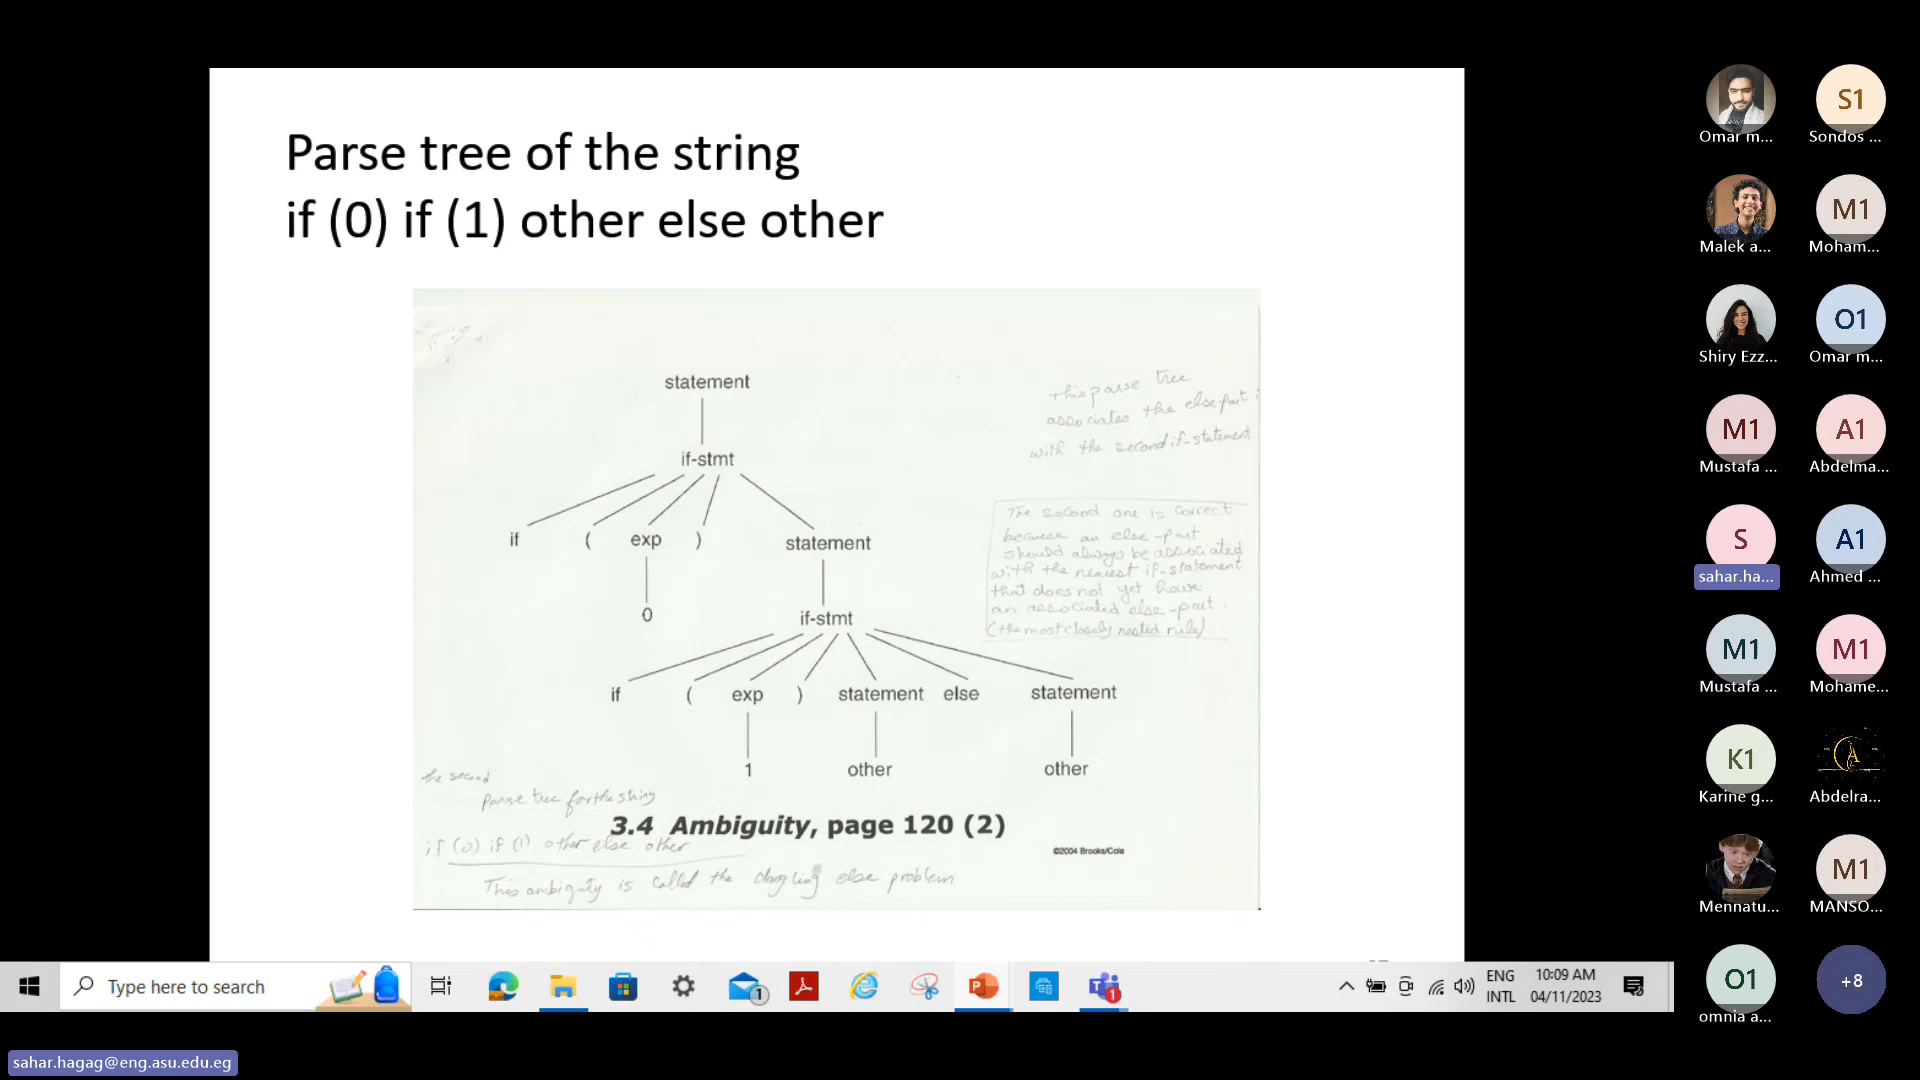 Parse tree of the string
if (0) if (1) other else other
statement
if-stmt
if ( exp ) statement
0
if-stmt
if ( exp ) statement else statement
1 other other
This parse tree
associates the else-part
with the second if-statement
The second one is correct
because an else-part
should always be associated
with the nearest if-statement
that does not yet have
an associated else-part.
(the most closely nested rule)
the second
parse tree for the string
if (0) if (1) other else other
This ambiguity is called the dangling else problem
3.4 Ambiguity, page 120 (2)
©2004 Brooks/Cole
Omar m...
S1
Sondos ...
Malek a...
M1
Moham...
Shiry Ezz...
O1
Omar m...
M1
Mustafa ...
A1
Abdelma...
S
sahar.ha...
A1
Ahmed ...
M1
Mustafa ...
M1
Mohame...
K1
Karine g...
A
Abdelra...
Mennatu...
M1
MANSO...
O1
omnia a...
+8
Type here to search
1
1
ENG
INTL
10:09 AM
04/11/2023
sahar.hagag@eng.asu.edu.eg